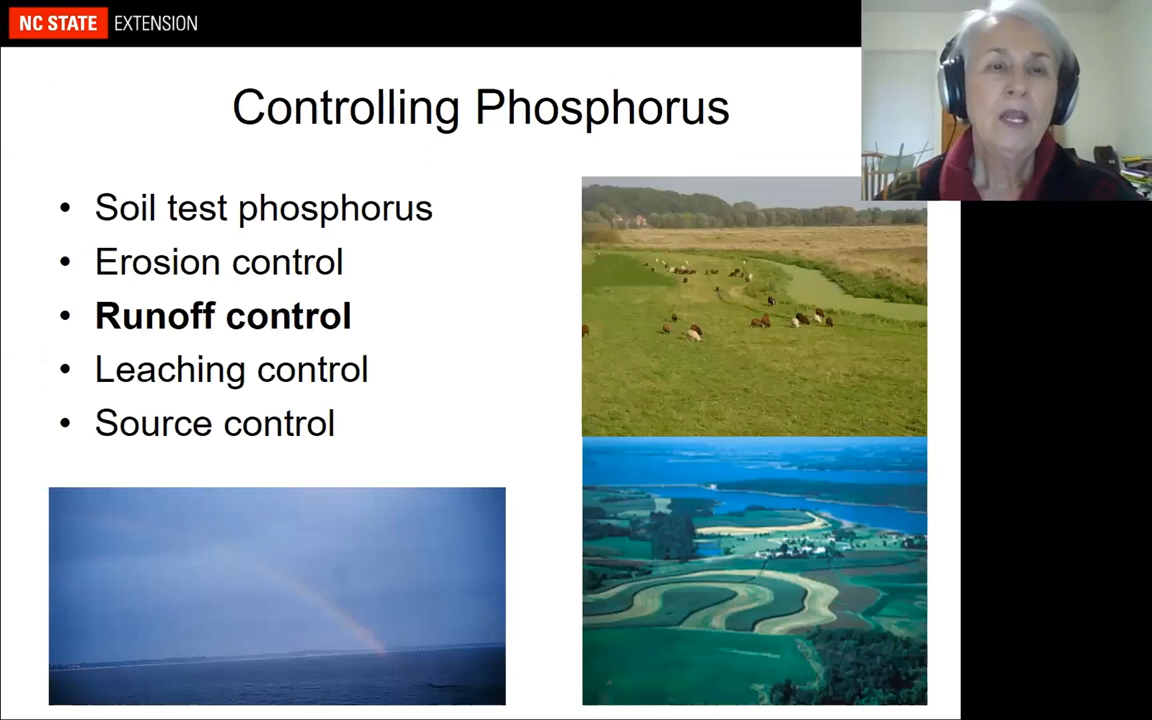 NC STATE EXTENSION
Controlling Phosphorus
• Soil test phosphorus
• Erosion control
• Runoff control
• Leaching control
• Source control